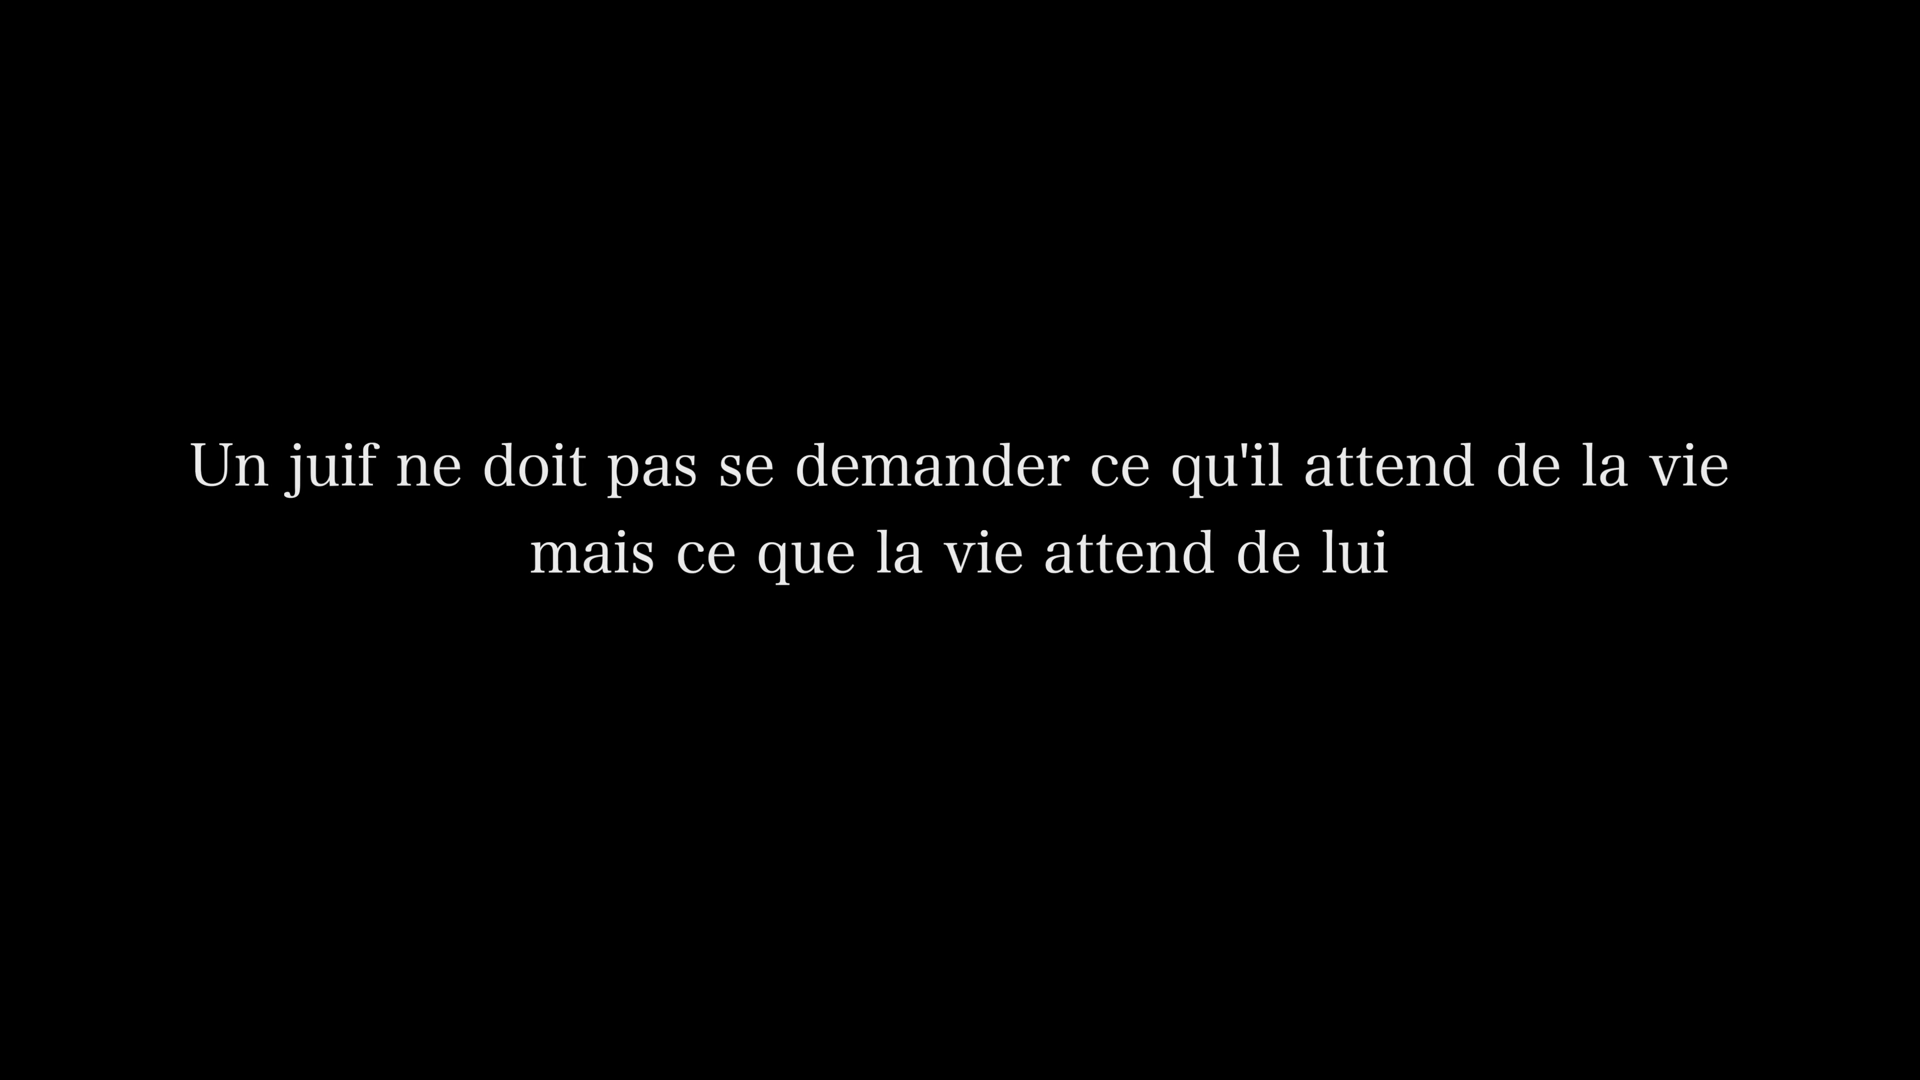 Un juif ne doit pas se demander ce qu'il attend de la vie
mais ce que la vie attend de lui